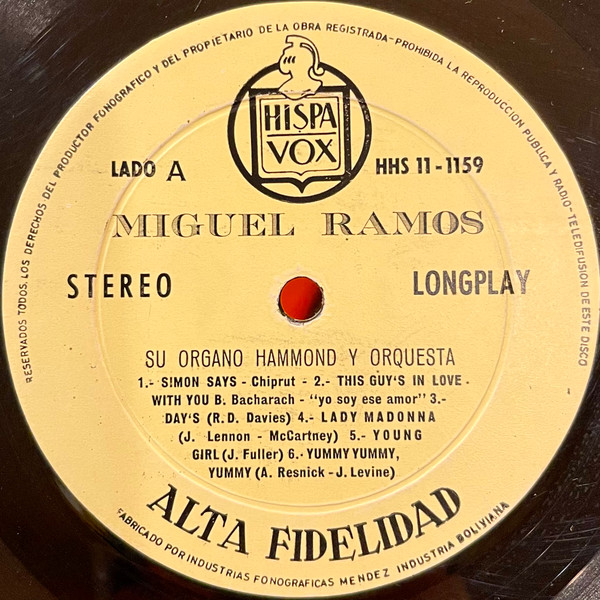 RESERVADOS TODOS, LOS DERECHOS DEL PRODUCTOR FONOGRAFICO Y DEL PROPIETARIO DE LA OBRA REGISTRADA-PROHIBIDA LA REPRODUCCION PUBLICA Y RADIO-TELEDIFUSION DE ESTE DISCO
HISPA
VOX
LADO A
HHS 11-1159
MIGUEL RAMOS
STEREO
LONGPLAY
SU ORGANO HAMMOND Y ORQUESTA
1.- SIMON SAYS - Chiprut - 2.- THIS GUY'S IN LOVE
WITH YOU B. Bacharach - "yo soy ese amor" 3.-
DAY'S (R.D. Davies) 4.- LADY MADONNA
(J. Lennon - McCartney) 5.- YOUNG
GIRL (J. Fuller) 6.- YUMMY YUMMY,
YUMMY (A. Resnick - J. Levine)
ALTA FIDELIDAD
FABRICADO POR INDUSTRIAS FONOGRAFICAS MENDEZ INDUSTRIA BOLIVIANA